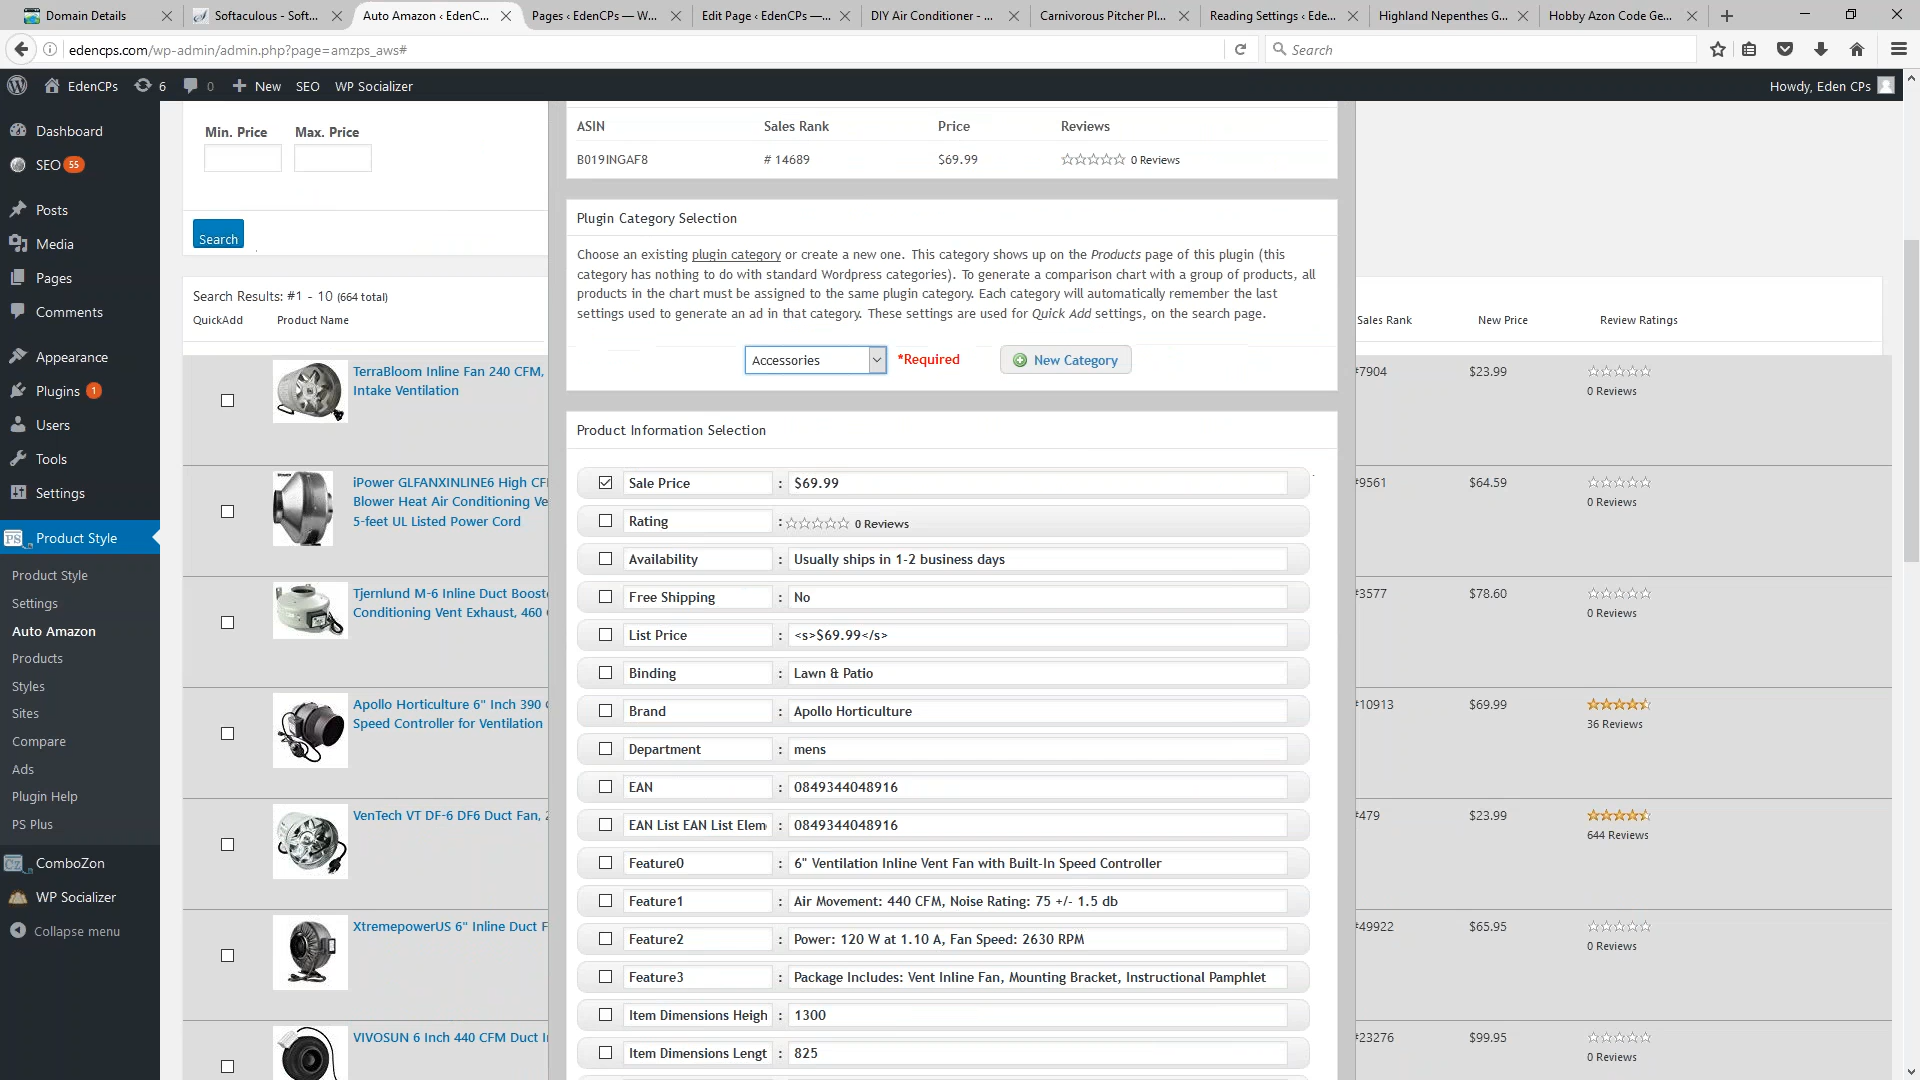 Domain Details
Softaculous - Soft...
Auto Amazon ‹ EdenC...
Pages ‹ EdenCPs — W...
Edit Page ‹ EdenCPs —...
DIY Air Conditioner - ...
Carnivorous Pitcher Pl...
Reading Settings ‹ Ede...
Highland Nepenthes G...
Hobby Azon Code Ge...
edencps.com/wp-admin/admin.php?page=amzps_aws#
Search
EdenCPs
6
0
New
SEO
WP Socializer
Howdy, Eden CPs
Dashboard
SEO 55
Posts
Media
Pages
Comments
Appearance
Plugins 1
Users
Tools
Settings
PS Product Style
Product Style
Settings
Auto Amazon
Products
Styles
Sites
Compare
Ads
Plugin Help
PS Plus
CZ ComboZon
WP Socializer
Collapse menu
Min. Price Max. Price
Search
Search Results: #1 - 10 (664 total)
QuickAdd Product Name
TerraBloom Inline Fan 240 CFM,
Intake Ventilation
iPower GLFANXINLINE6 High CF
Blower Heat Air Conditioning Ve
5-feet UL Listed Power Cord
Tjernlund M-6 Inline Duct Boost
Conditioning Vent Exhaust, 460
Apollo Horticulture 6" Inch 390
Speed Controller for Ventilation
VenTech VT DF-6 DF6 Duct Fan, 2
XtremepowerUS 6" Inline Duct F
VIVOSUN 6 Inch 440 CFM Duct I
ASIN Sales Rank Price Reviews
B019INGAF8 # 14689 $69.99 0 Reviews
Plugin Category Selection
Choose an existing plugin category or create a new one. This category shows up on the Products page of this plugin (this
category has nothing to do with standard Wordpress categories). To generate a comparison chart with a group of products, all
products in the chart must be assigned to the same plugin category. Each category will automatically remember the last
settings used to generate an ad in that category. These settings are used for Quick Add settings, on the search page.
Accessories *Required New Category
Product Information Selection
Sale Price : $69.99
Rating : 0 Reviews
Availability : Usually ships in 1-2 business days
Free Shipping : No
List Price : <s>$69.99</s>
Binding : Lawn & Patio
Brand : Apollo Horticulture
Department : mens
EAN : 0849344048916
EAN List EAN List Elem : 0849344048916
Feature0 : 6" Ventilation Inline Vent Fan with Built-In Speed Controller
Feature1 : Air Movement: 440 CFM, Noise Rating: 75 +/- 1.5 db
Feature2 : Power: 120 W at 1.10 A, Fan Speed: 2630 RPM
Feature3 : Package Includes: Vent Inline Fan, Mounting Bracket, Instructional Pamphlet
Item Dimensions Heigh : 1300
Item Dimensions Lengt : 825
Sales Rank New Price Review Ratings
#7904 $23.99
0 Reviews
#9561 $64.59
0 Reviews
#3577 $78.60
0 Reviews
#10913 $69.99
36 Reviews
#479 $23.99
644 Reviews
#49922 $65.95
0 Reviews
#23276 $99.95
0 Reviews